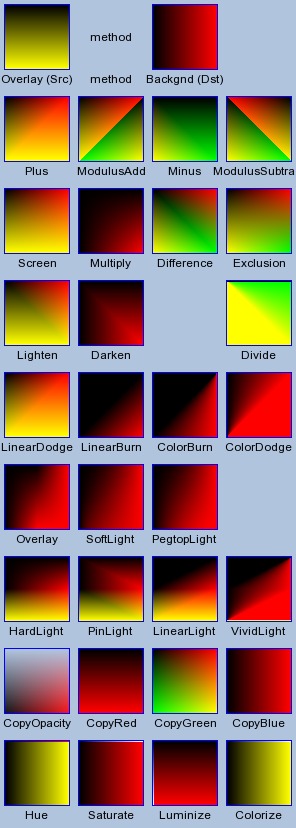 method
Overlay (Src) method Backgnd (Dst)
Plus ModulusAdd Minus ModulusSubtra
Screen Multiply Difference Exclusion
Lighten Darken Divide
LinearDodge LinearBurn ColorBurn ColorDodge
Overlay SoftLight PegtopLight
HardLight PinLight LinearLight VividLight
CopyOpacity CopyRed CopyGreen CopyBlue
Hue Saturate Luminize Colorize